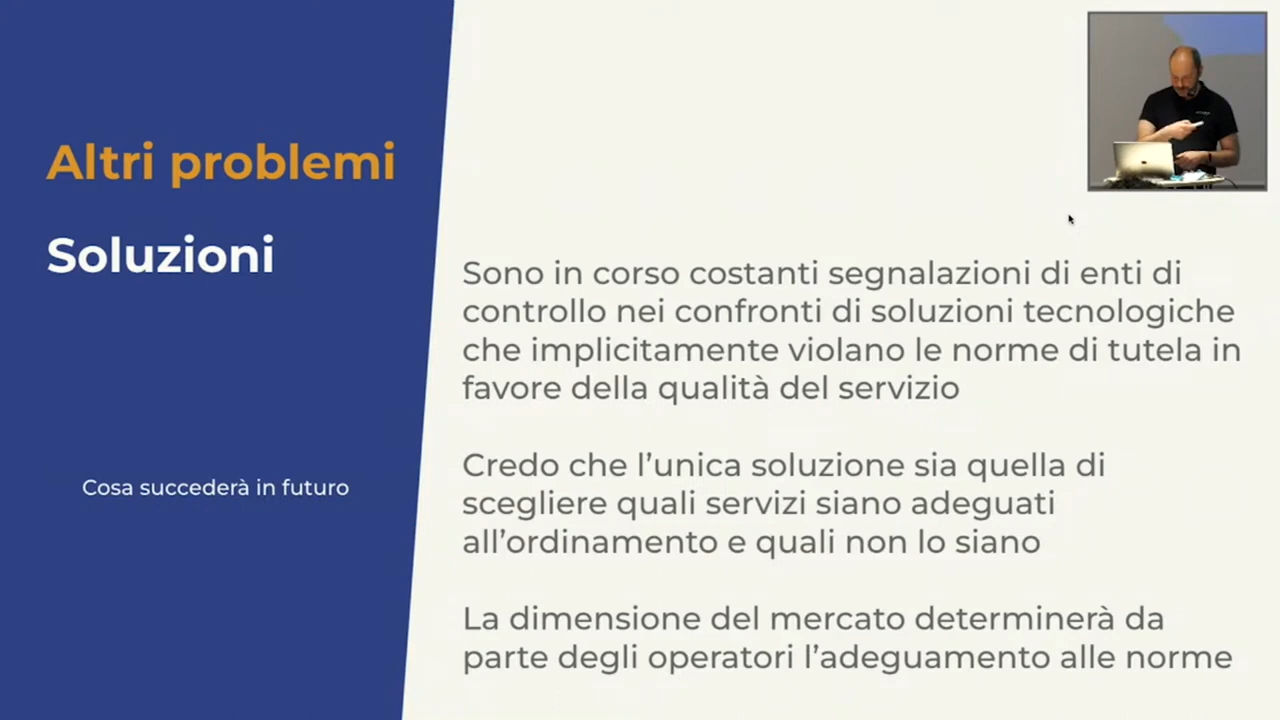 Altri problemi
Soluzioni
Cosa succederà in futuro
Sono in corso costanti segnalazioni di enti di
controllo nei confronti di soluzioni tecnologiche
che implicitamente violano le norme di tutela in
favore della qualità del servizio
Credo che l’unica soluzione sia quella di
scegliere quali servizi siano adeguati
all’ordinamento e quali non lo siano
La dimensione del mercato determinerà da
parte degli operatori l’adeguamento alle norme